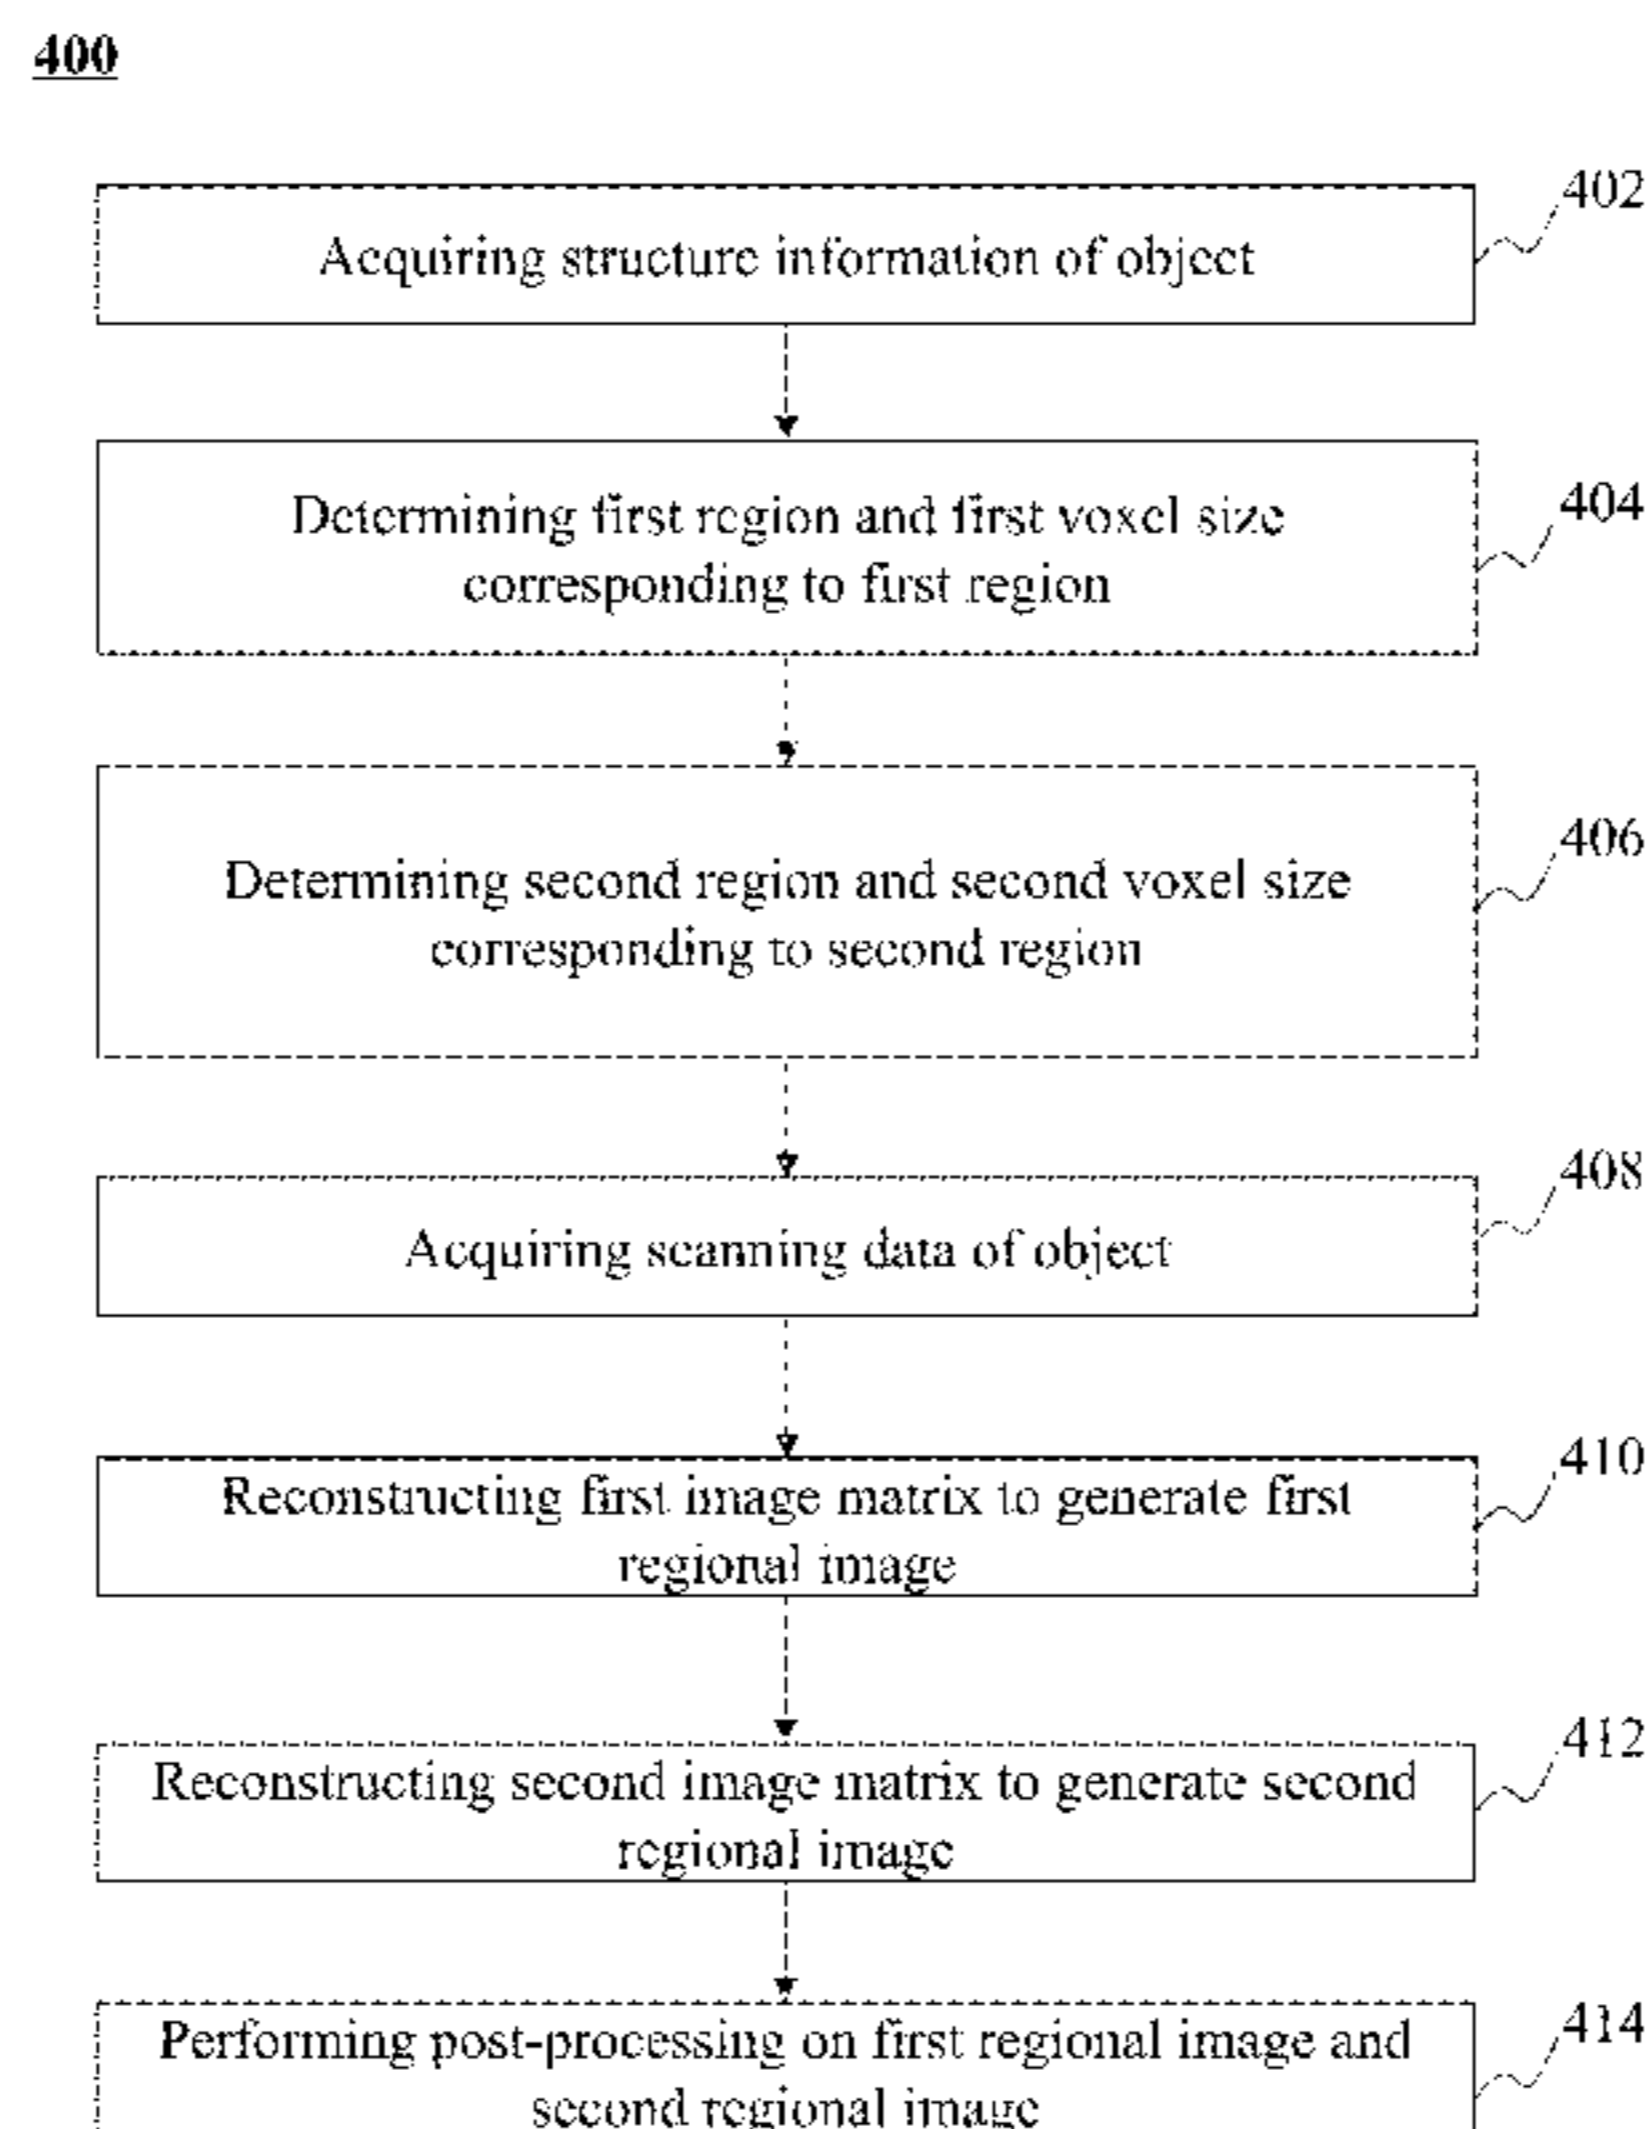 400
402
Acquiring structure information of object
404
Determining first region and first voxel size
corresponding to first region
406
Determining second region and second voxel size
corresponding to second region
408
Acquiring scanning data of object
410
Reconstructing first image matrix to generate first
regional image
412
Reconstructing second image matrix to generate second
regional image
414
Performing post-processing on first regional image and
second regional image